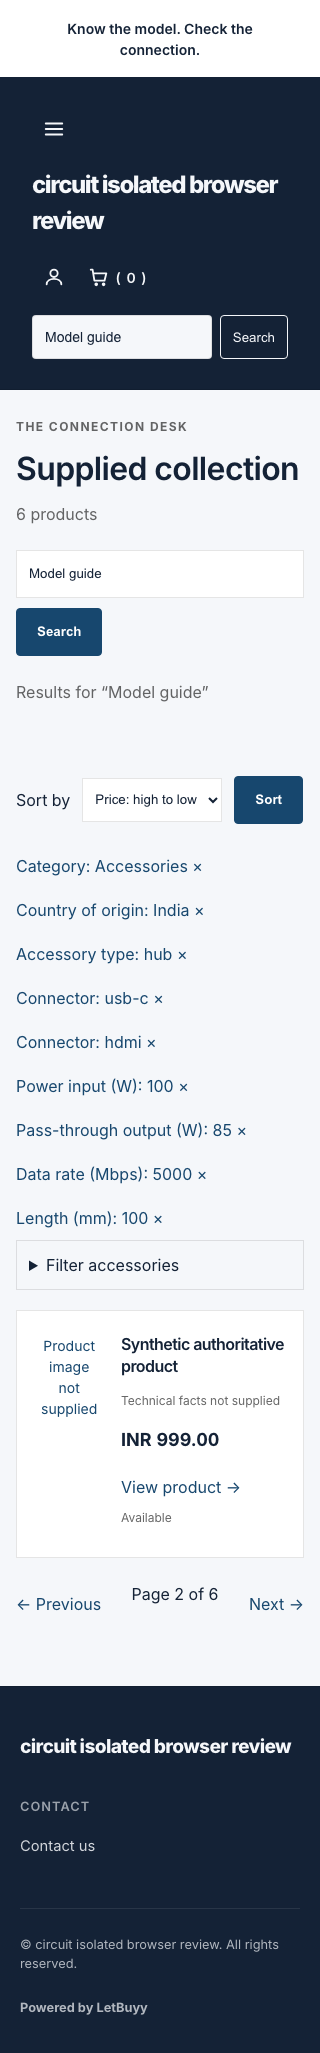 Know the model. Check the
connection.
circuit isolated browser
review
( 0 )
Model guide
Search
THE CONNECTION DESK
Supplied collection
6 products
Model guide
Search
Results for “Model guide”
Sort by
Price: high to low
Sort
Category: Accessories ×
Country of origin: India ×
Accessory type: hub ×
Connector: usb-c ×
Connector: hdmi ×
Power input (W): 100 ×
Pass-through output (W): 85 ×
Data rate (Mbps): 5000 ×
Length (mm): 100 ×
Filter accessories
Product
image
not
supplied
Synthetic authoritative
product
Technical facts not supplied
INR 999.00
View product →
Available
← Previous
Page 2 of 6
Next →
circuit isolated browser review
CONTACT
Contact us
© circuit isolated browser review. All rights
reserved.
Powered by LetBuyy